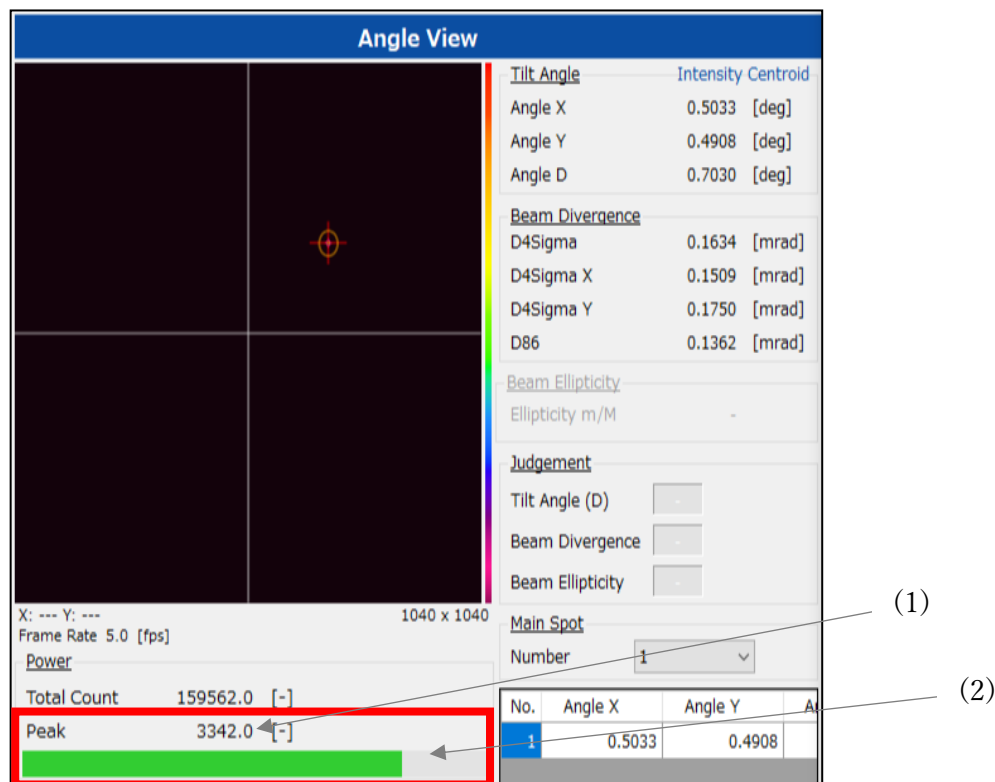 Angle View
Tilt Angle Intensity Centroid
Angle X 0.5033 [deg]
Angle Y 0.4908 [deg]
Angle D 0.7030 [deg]
Beam Divergence
D4Sigma 0.1634 [mrad]
D4Sigma X 0.1509 [mrad]
D4Sigma Y 0.1750 [mrad]
D86 0.1362 [mrad]
Beam Ellipticity
Ellipticity m/M -
Judgement
Tilt Angle (D) -
Beam Divergence -
Beam Ellipticity -
X: --- Y: --- 1040 x 1040
Frame Rate 5.0 [fps]
Main Spot
Number 1
Power
Total Count 159562.0 [-]
Peak 3342.0 [-]
No. Angle X Angle Y
1 0.5033 0.4908
(1)
(2)